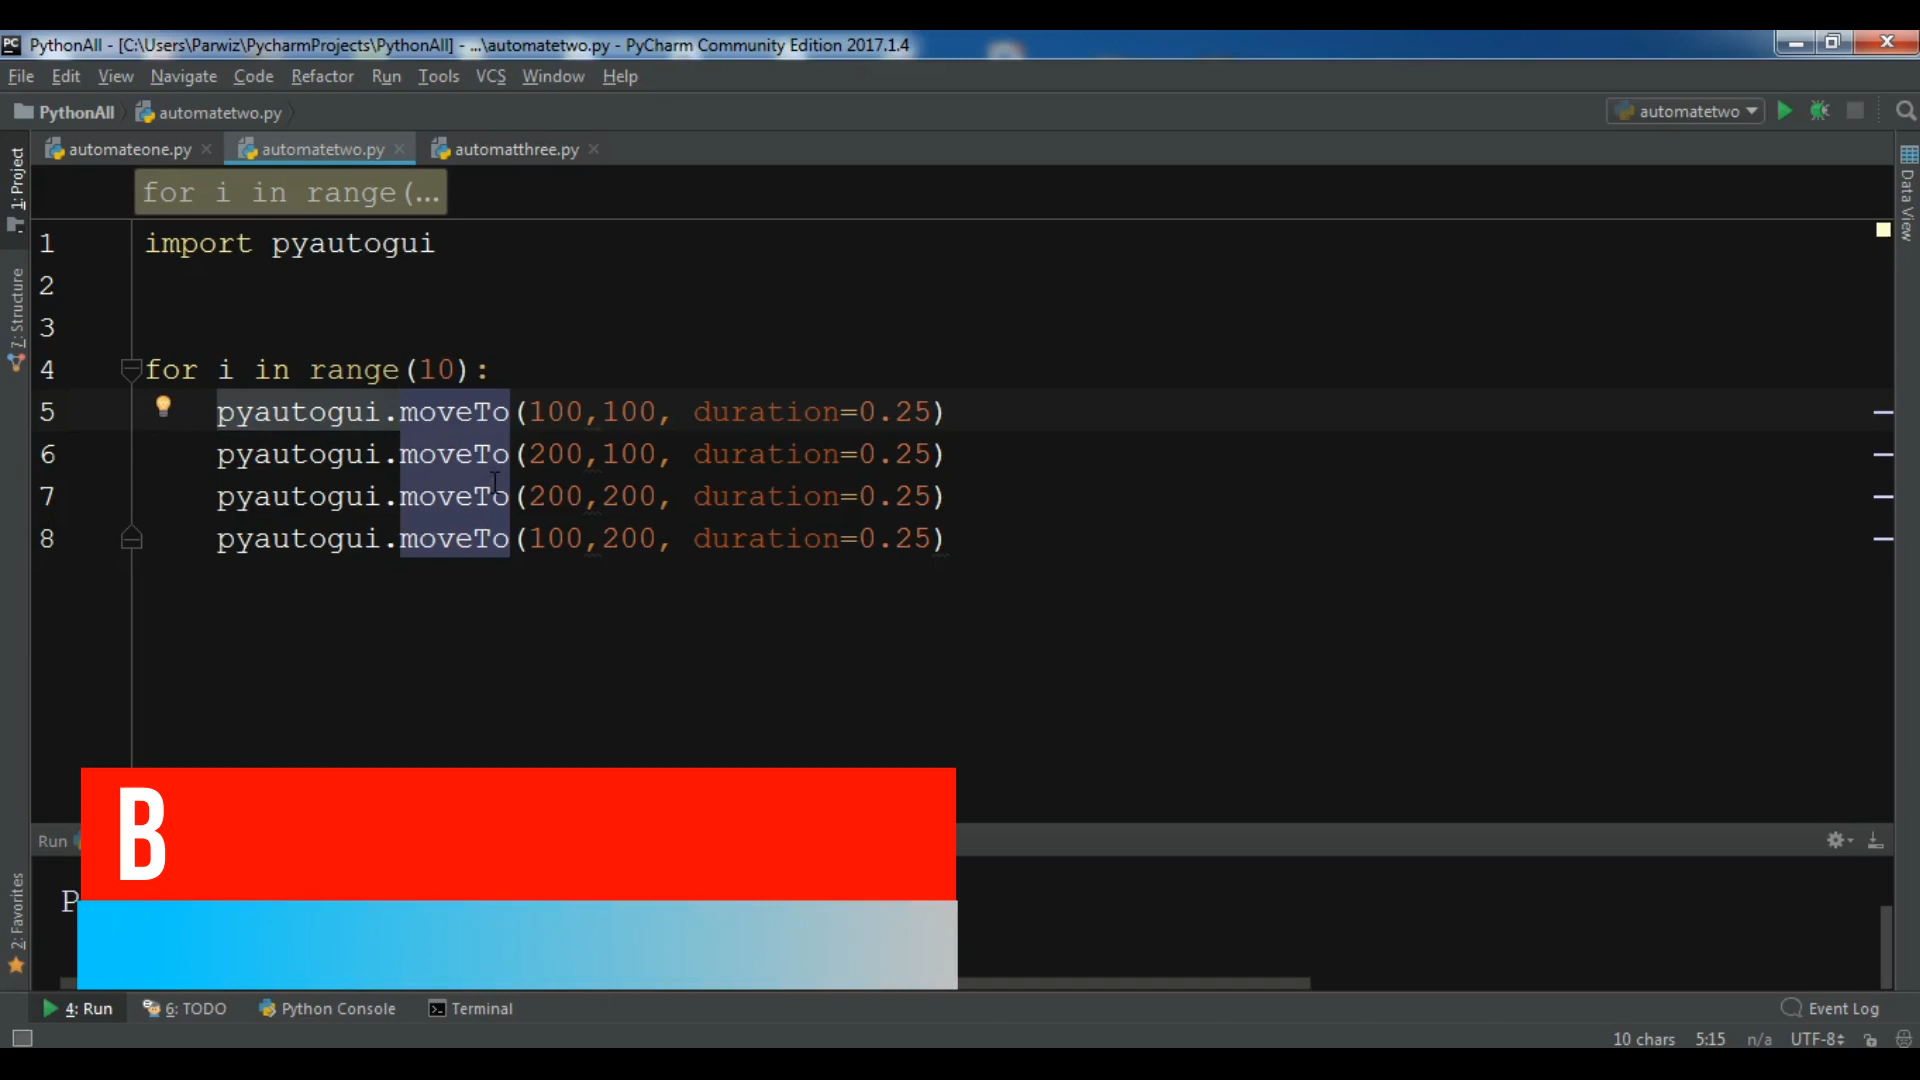 PC PythonAll - [C:\Users\Parwiz\PycharmProjects\PythonAll] - ...\automatetwo.py - PyCharm Community Edition 2017.1.4
File Edit View Navigate Code Refactor Run Tools VCS Window Help
PythonAll automatetwo.py automatetwo
automateone.py automatetwo.py automatthree.py
1: Project
7: Structure
2: Favorites
Data View
for i in range(...
1 import pyautogui
2
3
4 for i in range(10):
5 pyautogui.moveTo(100,100, duration=0.25)
6 pyautogui.moveTo(200,100, duration=0.25)
7 pyautogui.moveTo(200,200, duration=0.25)
8 pyautogui.moveTo(100,200, duration=0.25)
B
Run
P
4: Run 6: TODO Python Console Terminal Event Log
10 chars 5:15 n/a UTF-8